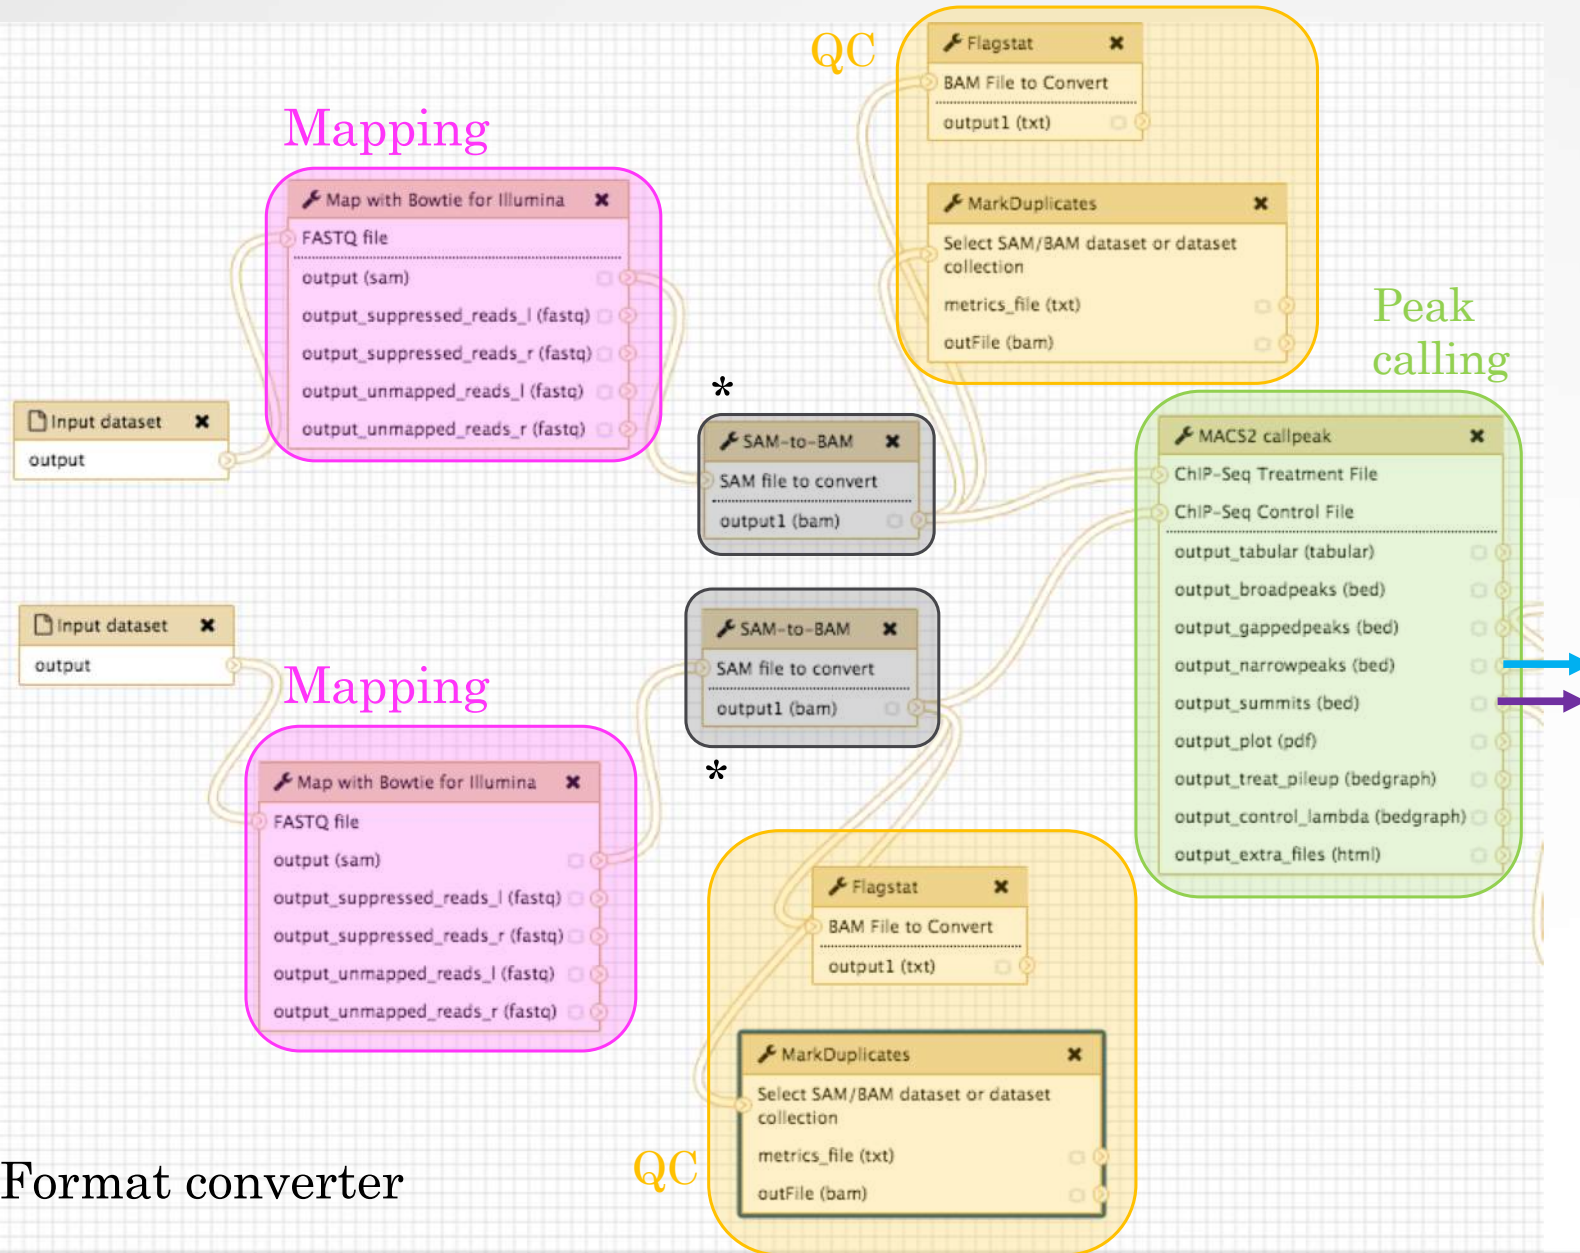 QC
Flagstat
BAM File to Convert
output1 (txt)
MarkDuplicates
Select SAM/BAM dataset or dataset
collection
metrics_file (txt)
outFile (bam)
Mapping
Map with Bowtie for Illumina
FASTQ file
output (sam)
output_suppressed_reads_l (fastq)
output_suppressed_reads_r (fastq)
output_unmapped_reads_l (fastq)
output_unmapped_reads_r (fastq)
Input dataset
output
*
SAM-to-BAM
SAM file to convert
output1 (bam)
Peak
calling
MACS2 callpeak
ChIP-Seq Treatment File
ChIP-Seq Control File
output_tabular (tabular)
output_broadpeaks (bed)
output_gappedpeaks (bed)
output_narrowpeaks (bed)
output_summits (bed)
output_plot (pdf)
output_treat_pileup (bedgraph)
output_control_lambda (bedgraph)
output_extra_files (html)
Input dataset
output
Mapping
Map with Bowtie for Illumina
FASTQ file
output (sam)
output_suppressed_reads_l (fastq)
output_suppressed_reads_r (fastq)
output_unmapped_reads_l (fastq)
output_unmapped_reads_r (fastq)
SAM-to-BAM
SAM file to convert
output1 (bam)
*
Flagstat
BAM File to Convert
output1 (txt)
MarkDuplicates
Select SAM/BAM dataset or dataset
collection
metrics_file (txt)
outFile (bam)
QC
Format converter